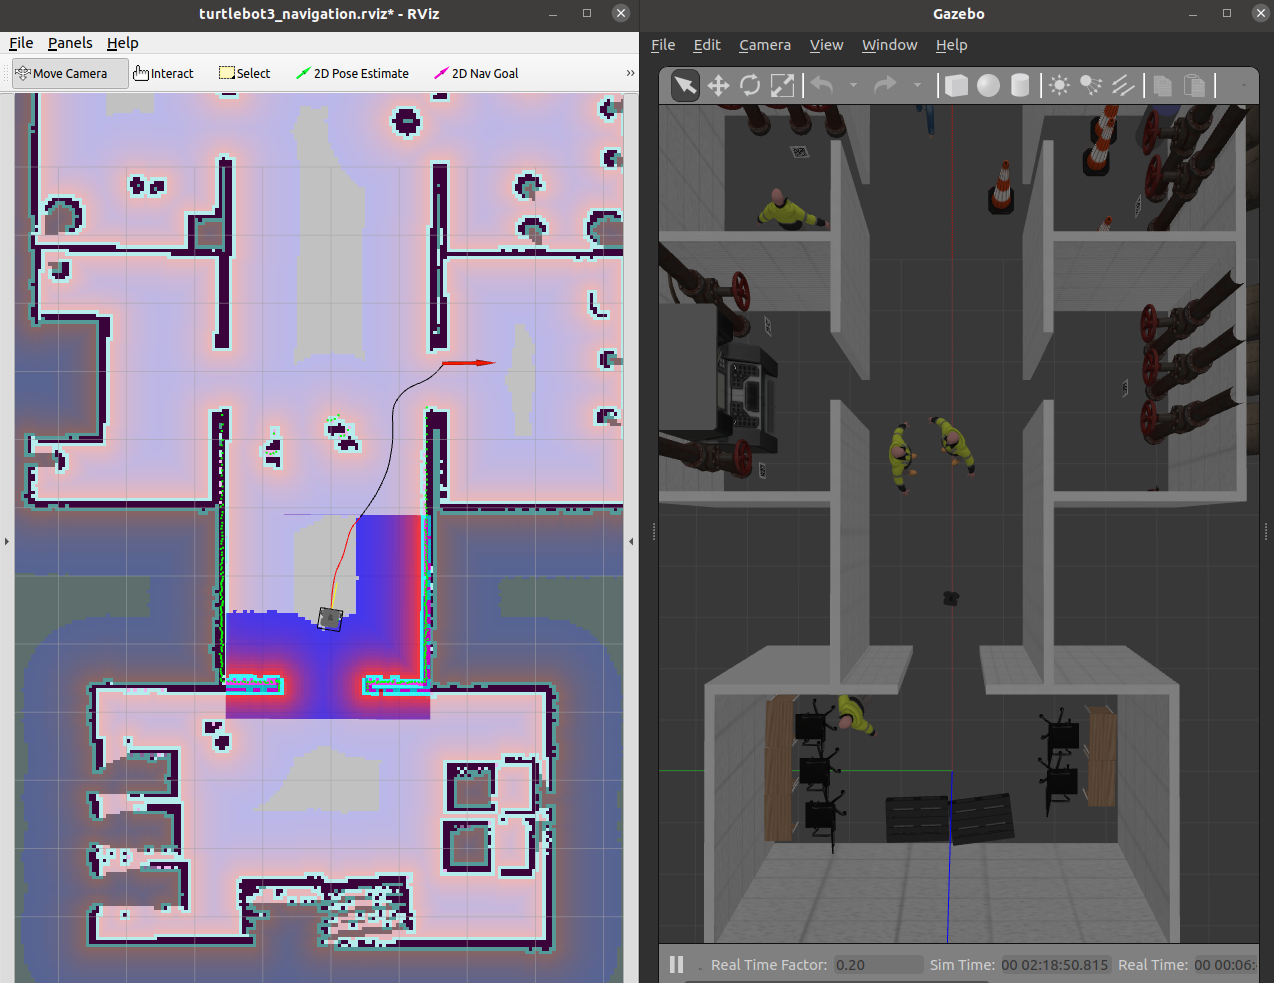 turtlebot3_navigation.rviz* - RViz
File Panels Help
Move Camera Interact Select 2D Pose Estimate 2D Nav Goal »
Gazebo
File Edit Camera View Window Help
Real Time Factor: 0.20 Sim Time: 00 02:18:50.815 Real Time: 00 00:06: